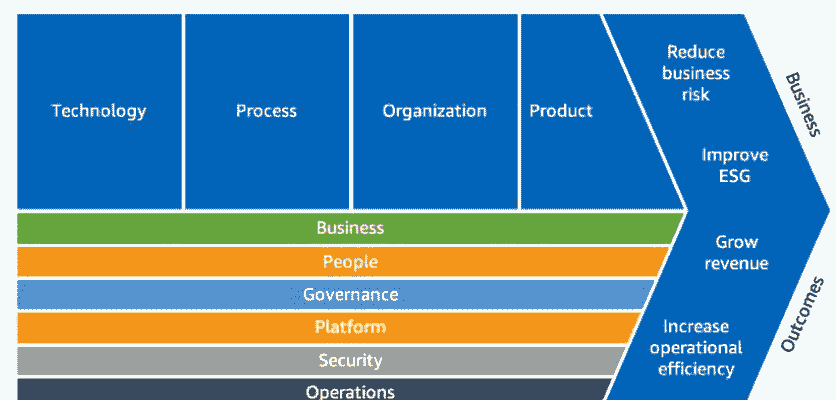 Technology
Process
Organization
Product
Reduce
business
risk
Improve
ESG
Grow
revenue
Increase
operational
efficiency
Business
Outcomes
Business
People
Governance
Platform
Security
Operations